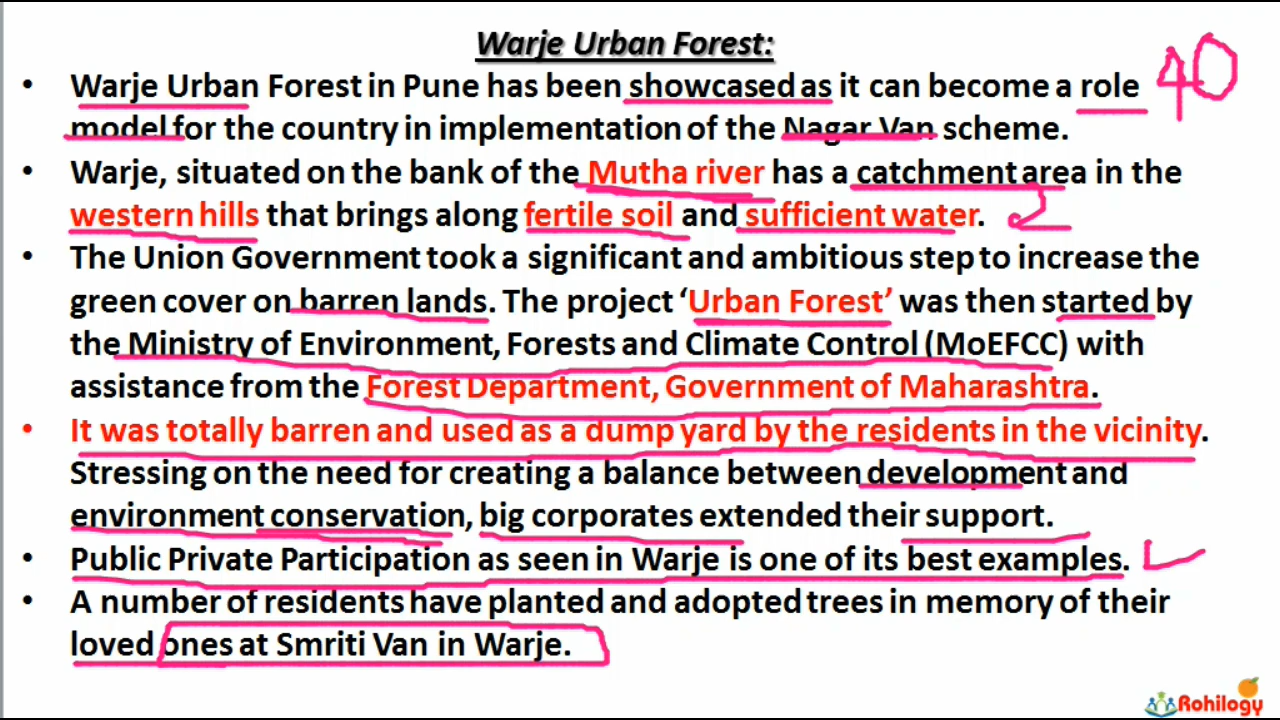 Warje Urban Forest:
40
• Warje Urban Forest in Pune has been showcased as it can become a role
model for the country in implementation of the Nagar Van scheme.
• Warje, situated on the bank of the Mutha river has a catchment area in the
western hills that brings along fertile soil and sufficient water.
• The Union Government took a significant and ambitious step to increase the
green cover on barren lands. The project ‘Urban Forest’ was then started by
the Ministry of Environment, Forests and Climate Control (MoEFCC) with
assistance from the Forest Department, Government of Maharashtra.
• It was totally barren and used as a dump yard by the residents in the vicinity.
Stressing on the need for creating a balance between development and
environment conservation, big corporates extended their support.
• Public Private Participation as seen in Warje is one of its best examples.
• A number of residents have planted and adopted trees in memory of their
loved ones at Smriti Van in Warje.
Rohilogy